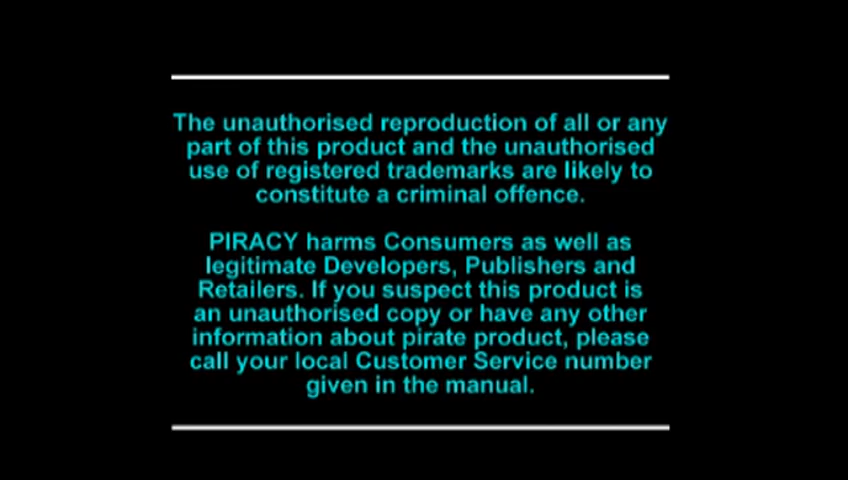 The unauthorised reproduction of all or any
part of this product and the unauthorised
use of registered trademarks are likely to
constitute a criminal offence.
PIRACY harms Consumers as well as
legitimate Developers, Publishers and
Retailers. If you suspect this product is
an unauthorised copy or have any other
information about pirate product, please
call your local Customer Service number
given in the manual.